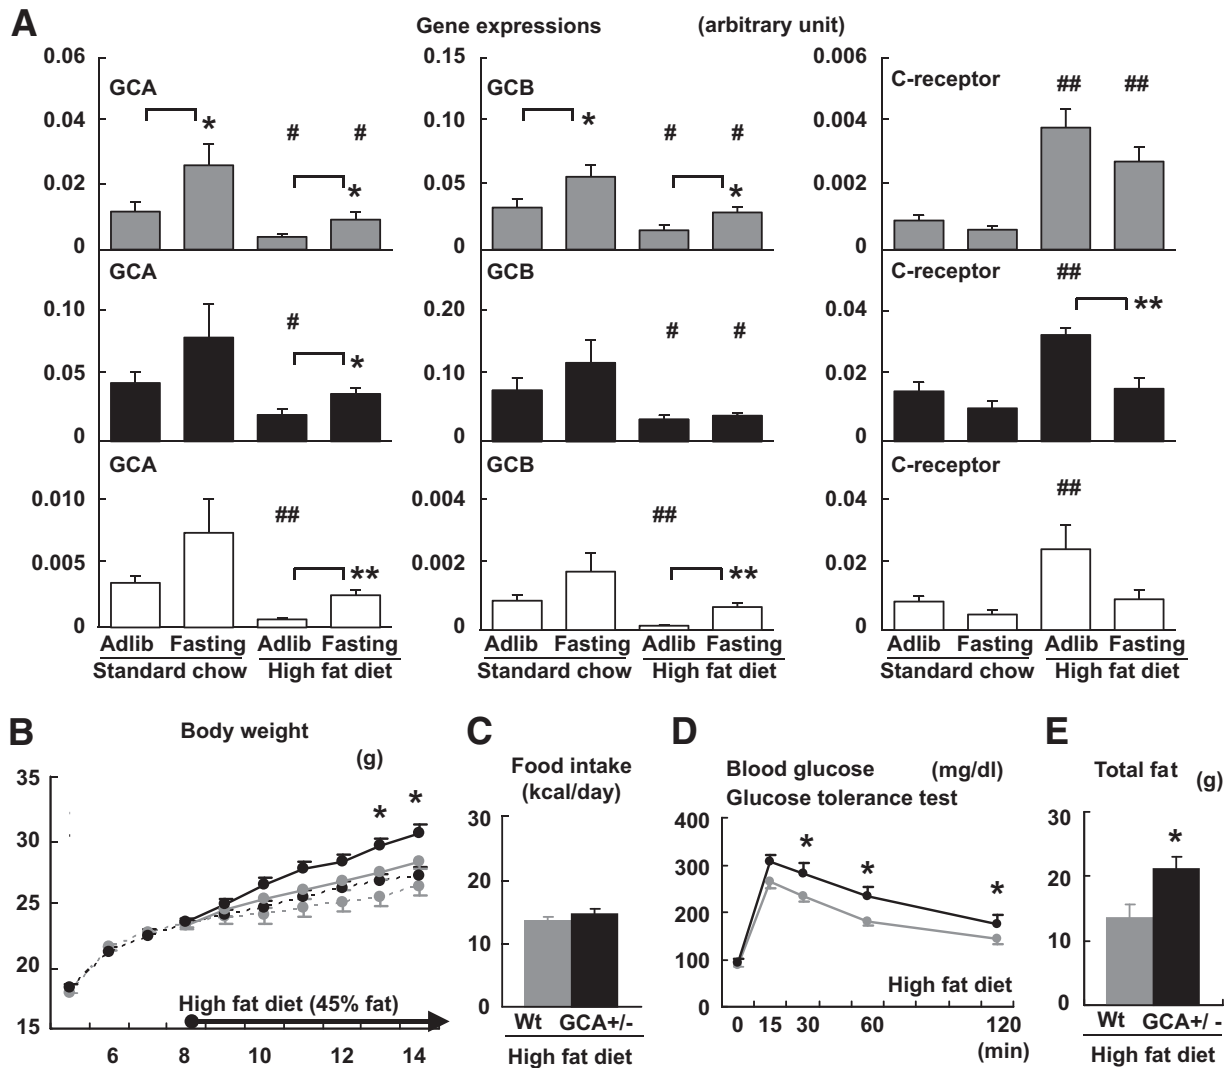 A
Gene expressions (arbitrary unit)
0.06 0.15 0.006
GCA GCB C-receptor
## ##
0.04 0.10 0.004
* * # # # #
0.02 0.05 0.002
* *
0 0 0
GCA GCB C-receptor
##
0.10 0.20 0.04
# # # **
*
0.05 0.10 0.02
0 0 0
GCA GCB C-receptor
0.010 0.004 0.04
## ## ##
0.005 0.002 0.02
** **
0 0 0
Adlib Fasting Adlib Fasting Adlib Fasting Adlib Fasting Adlib Fasting Adlib Fasting
Standard chow High fat diet Standard chow High fat diet Standard chow High fat diet
B
Body weight
(g)
35
* *
30
25
20
High fat diet (45% fat)
15
6 8 10 12 14
C
Food intake
(kcal/day)
30
20
10
0
Wt GCA+/-
High fat diet
D
Blood glucose (mg/dl)
Glucose tolerance test
400
* * *
300
200
100
High fat diet
0
0 15 30 60 120
(min)
E
Total fat (g)
30
*
20
10
0
Wt GCA+/ -
High fat diet